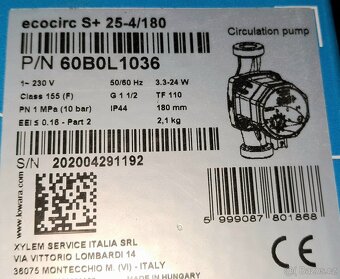 ecocirc S+ 25-4/180
Circulation pump
P/N 60B0L1036
1~ 230 V 50/60 Hz 3.3-24 W
Class 155 (F) G 1 1/2 TF 110
PN 1 MPa (10 bar) IP44 180 mm
EEI ≤ 0.16 - Part 2 2,1 kg
S/N 202004291192
lowara.com
5 999087 801868
XYLEM SERVICE ITALIA SRL
VIA VITTORIO LOMBARDI 14
36075 MONTECCHIO M. (VI) - ITALY
MADE IN HUNGARY
CE